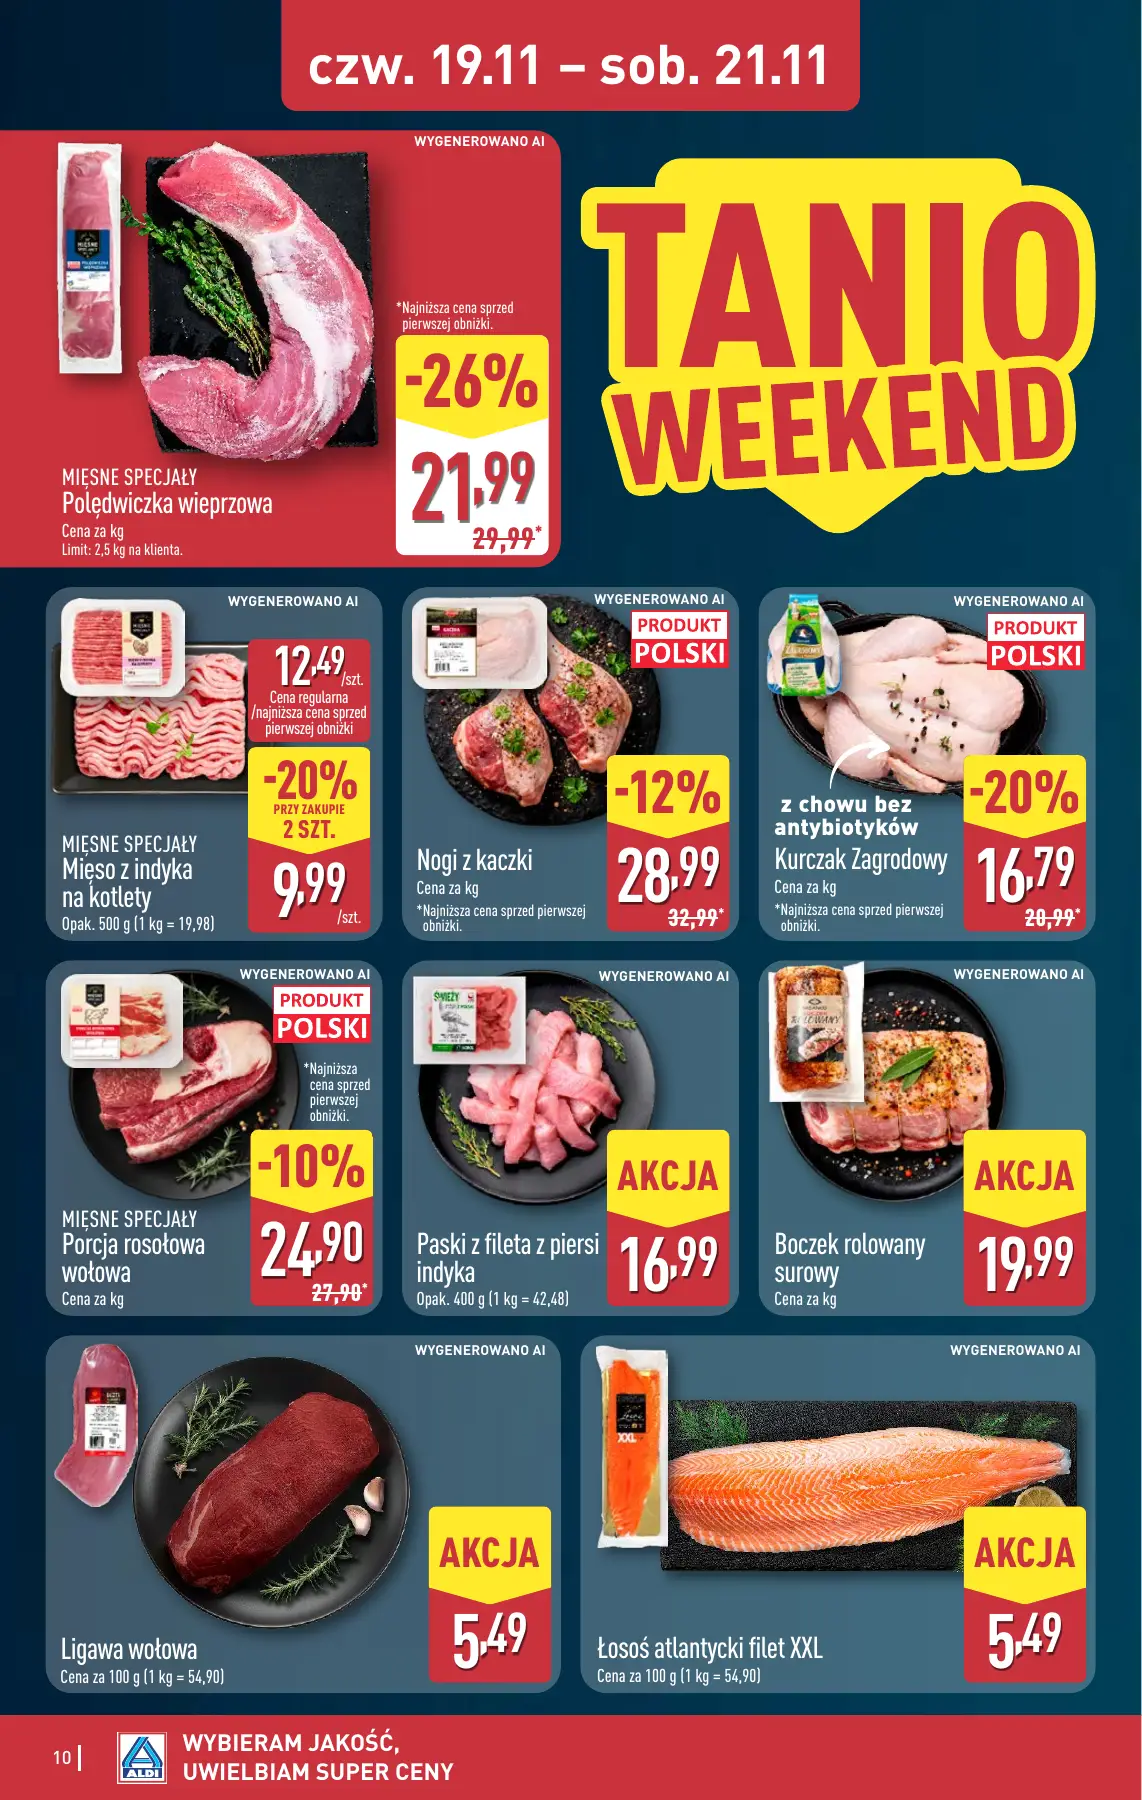 czw. 19.11 – sob. 21.11
WYGENEROWANO AI
TANIO
WEEKEND
*Najniższa cena sprzed
pierwszej obniżki.
-26%
21,99
29,99*
MIĘSNE SPECJAŁY
Polędwiczka wieprzowa
Cena za kg
Limit: 2,5 kg na klienta.
WYGENEROWANO AI
12,49/szt.
Cena regularna
/najniższa cena sprzed
pierwszej obniżki
-20%
PRZY ZAKUPIE
2 SZT.
9,99
/szt.
MIĘSNE SPECJAŁY
Mięso z indyka
na kotlety
Opak. 500 g (1 kg = 19,98)
WYGENEROWANO AI
PRODUKT
POLSKI
-12%
28,99
32,99*
Nogi z kaczki
Cena za kg
*Najniższa cena sprzed pierwszej
obniżki.
WYGENEROWANO AI
PRODUKT
POLSKI
z chowu bez
antybiotyków
-20%
16,79
20,99*
Kurczak Zagrodowy
Cena za kg
*Najniższa cena sprzed pierwszej
obniżki.
WYGENEROWANO AI
PRODUKT
POLSKI
*Najniższa
cena sprzed
pierwszej
obniżki.
-10%
24,90
27,90*
MIĘSNE SPECJAŁY
Porcja rosołowa
wołowa
Cena za kg
WYGENEROWANO AI
ŚWIEŻY
AKCJA
16,99
Paski z fileta z piersi
indyka
Opak. 400 g (1 kg = 42,48)
WYGENEROWANO AI
ROLOWANY
AKCJA
19,99
Boczek rolowany
surowy
Cena za kg
WYGENEROWANO AI
AKCJA
5,49
Ligawa wołowa
Cena za 100 g (1 kg = 54,90)
WYGENEROWANO AI
XXL
AKCJA
5,49
Łosoś atlantycki filet XXL
Cena za 100 g (1 kg = 54,90)
10
ALDI
WYBIERAM JAKOŚĆ,
UWIELBIAM SUPER CENY